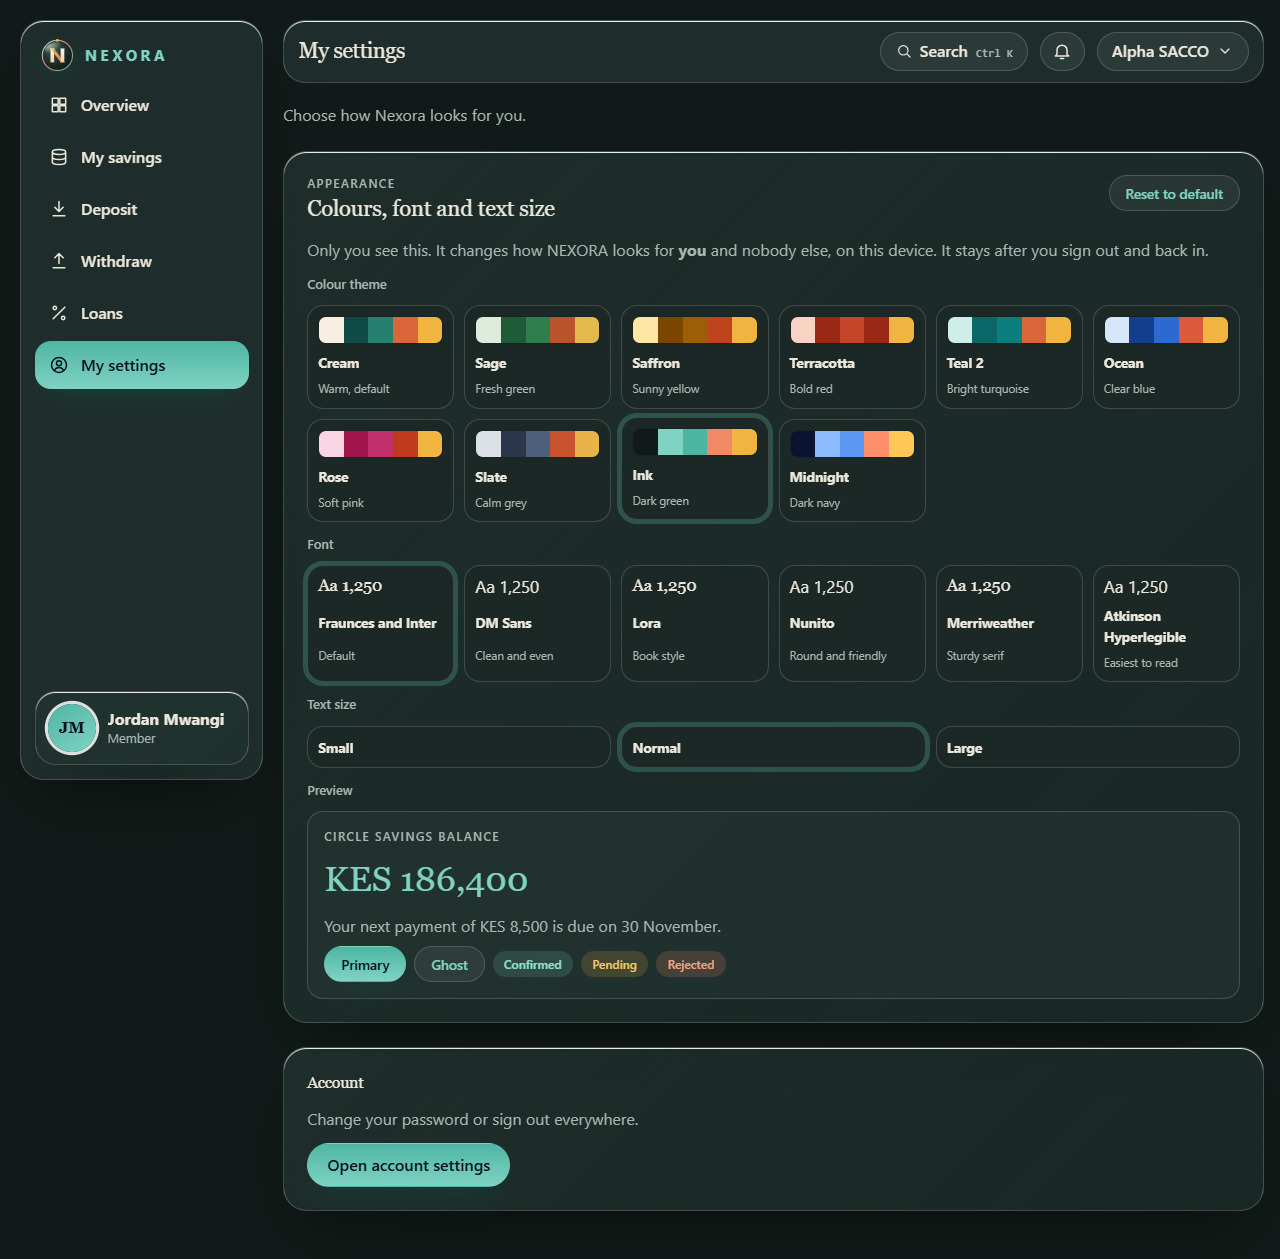 N NEXORA
Overview
My savings
Deposit
Withdraw
Loans
My settings
JM
Jordan Mwangi
Member
My settings
Search Ctrl K
Alpha SACCO
Choose how Nexora looks for you.
APPEARANCE
Colours, font and text size
Reset to default
Only you see this. It changes how NEXORA looks for you and nobody else, on this device. It stays after you sign out and back in.
Colour theme
Cream
Warm, default
Sage
Fresh green
Saffron
Sunny yellow
Terracotta
Bold red
Teal 2
Bright turquoise
Ocean
Clear blue
Rose
Soft pink
Slate
Calm grey
Ink
Dark green
Midnight
Dark navy
Font
Aa 1,250
Fraunces and Inter
Default
Aa 1,250
DM Sans
Clean and even
Aa 1,250
Lora
Book style
Aa 1,250
Nunito
Round and friendly
Aa 1,250
Merriweather
Sturdy serif
Aa 1,250
Atkinson
Hyperlegible
Easiest to read
Text size
Small
Normal
Large
Preview
CIRCLE SAVINGS BALANCE
KES 186,400
Your next payment of KES 8,500 is due on 30 November.
Primary
Ghost
Confirmed
Pending
Rejected
Account
Change your password or sign out everywhere.
Open account settings